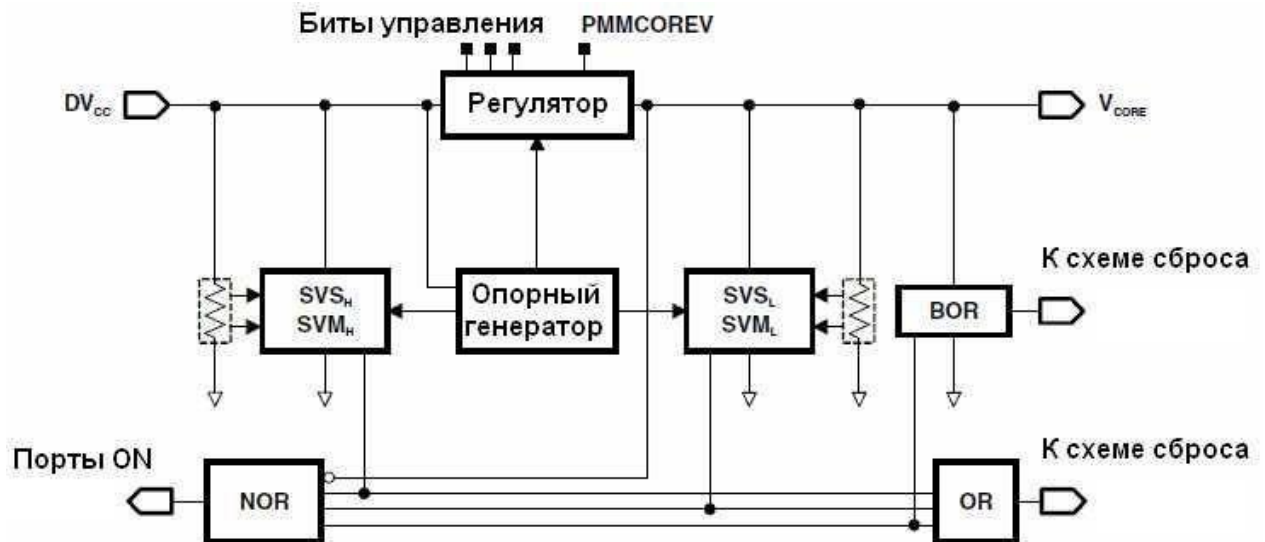 Биты управления PMMCOREV
DVCC Регулятор VCORE
К схеме сброса
SVSH
SVMH
Опорный
генератор
SVSL
SVML
BOR
Порты ON
К схеме сброса
NOR OR